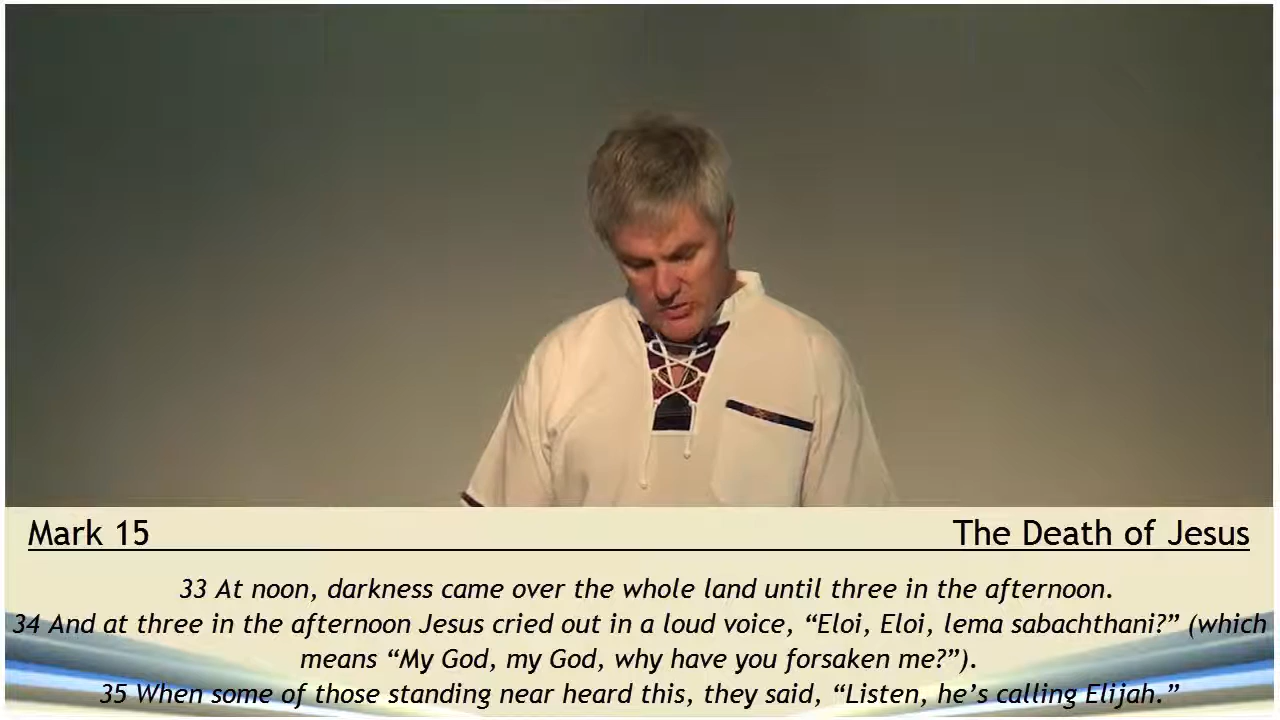 Mark 15 The Death of Jesus
33 At noon, darkness came over the whole land until three in the afternoon.
34 And at three in the afternoon Jesus cried out in a loud voice, “Eloi, Eloi, lema sabachthani?” (which
means “My God, my God, why have you forsaken me?”).
35 When some of those standing near heard this, they said, “Listen, he’s calling Elijah.”